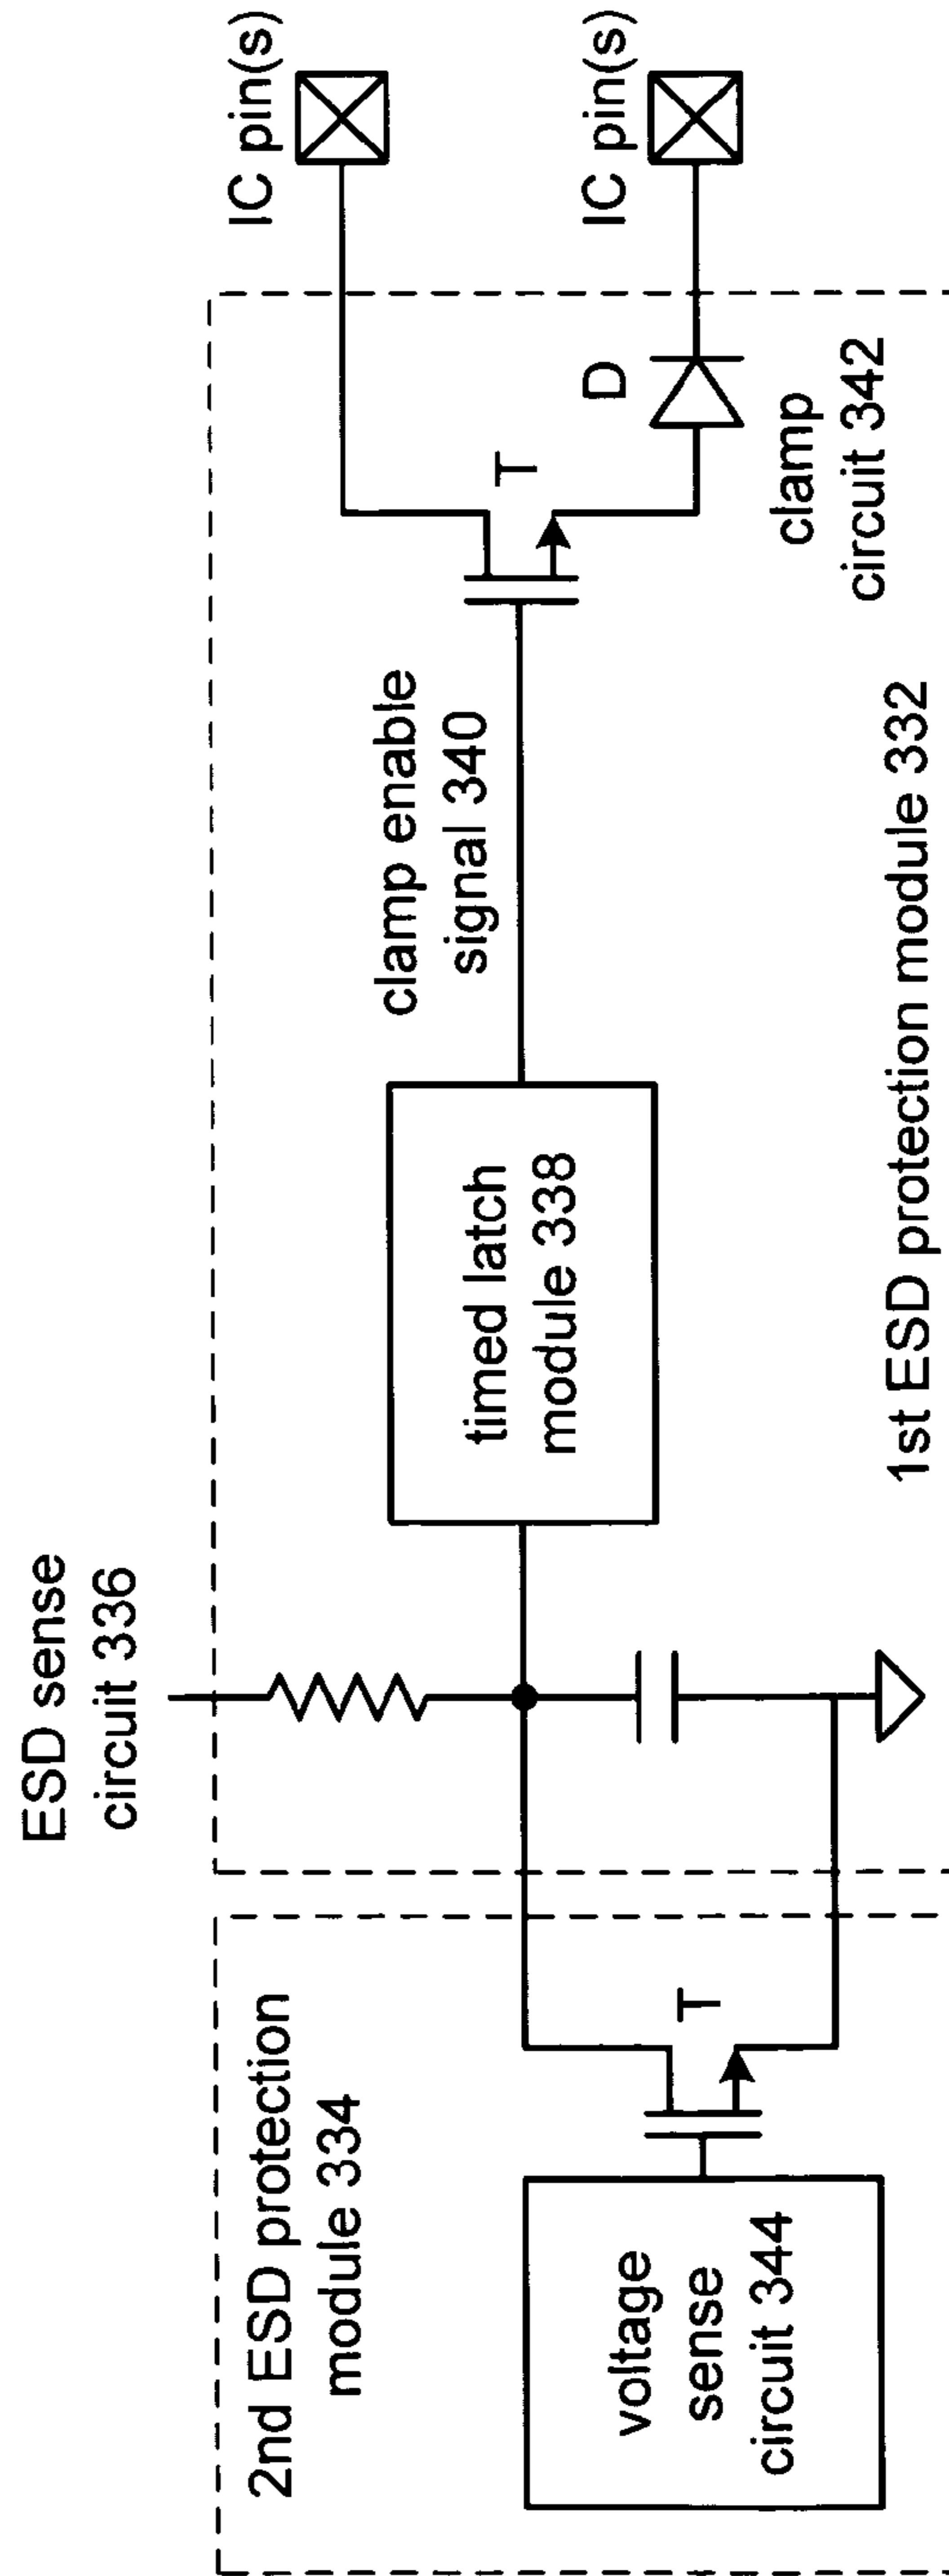 ESD sense
circuit 336
2nd ESD protection
module 334
voltage
sense
circuit 344
T
timed latch
module 338
clamp enable
signal 340
T
D
clamp
circuit 342
IC pin(s)
IC pin(s)
1st ESD protection module 332